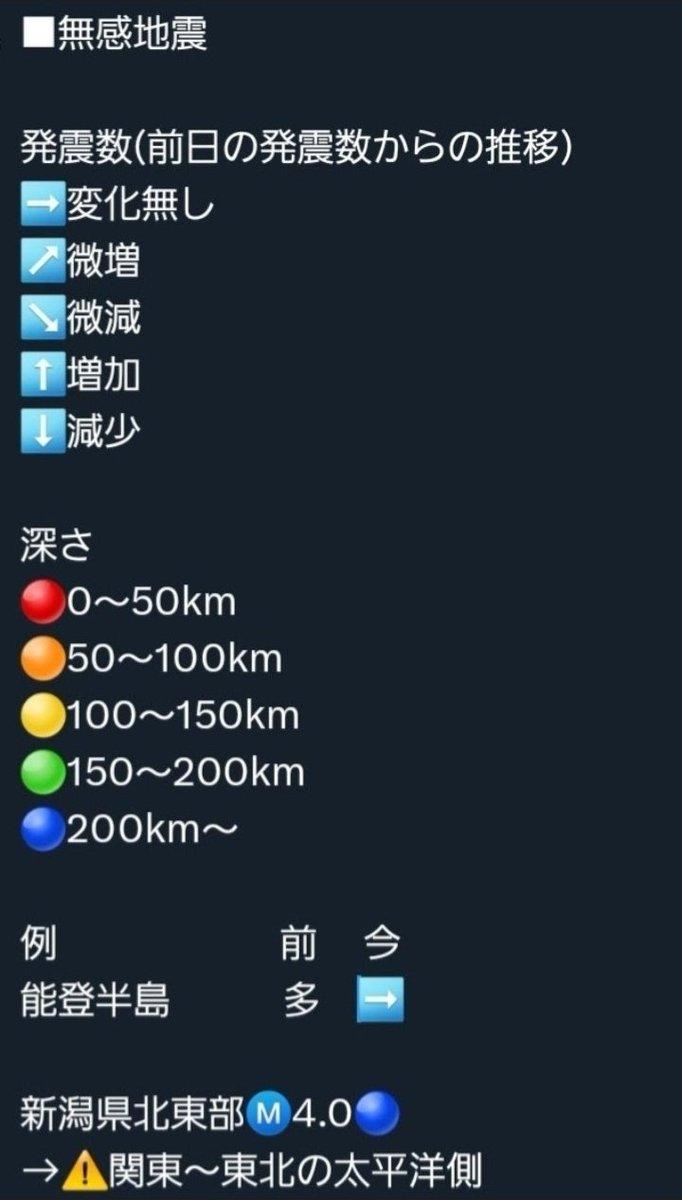 ■無感地震
発震数(前日の発震数からの推移)
➡️変化無し
↗️微増
↘️微減
⬆️増加
⬇️減少
深さ
🔴0〜50km
🟠50〜100km
🟡100〜150km
🟢150〜200km
🔵200km〜
例 前 今
能登半島 多 ➡️
新潟県北東部Ⓜ️4.0🔵
→⚠️関東〜東北の太平洋側